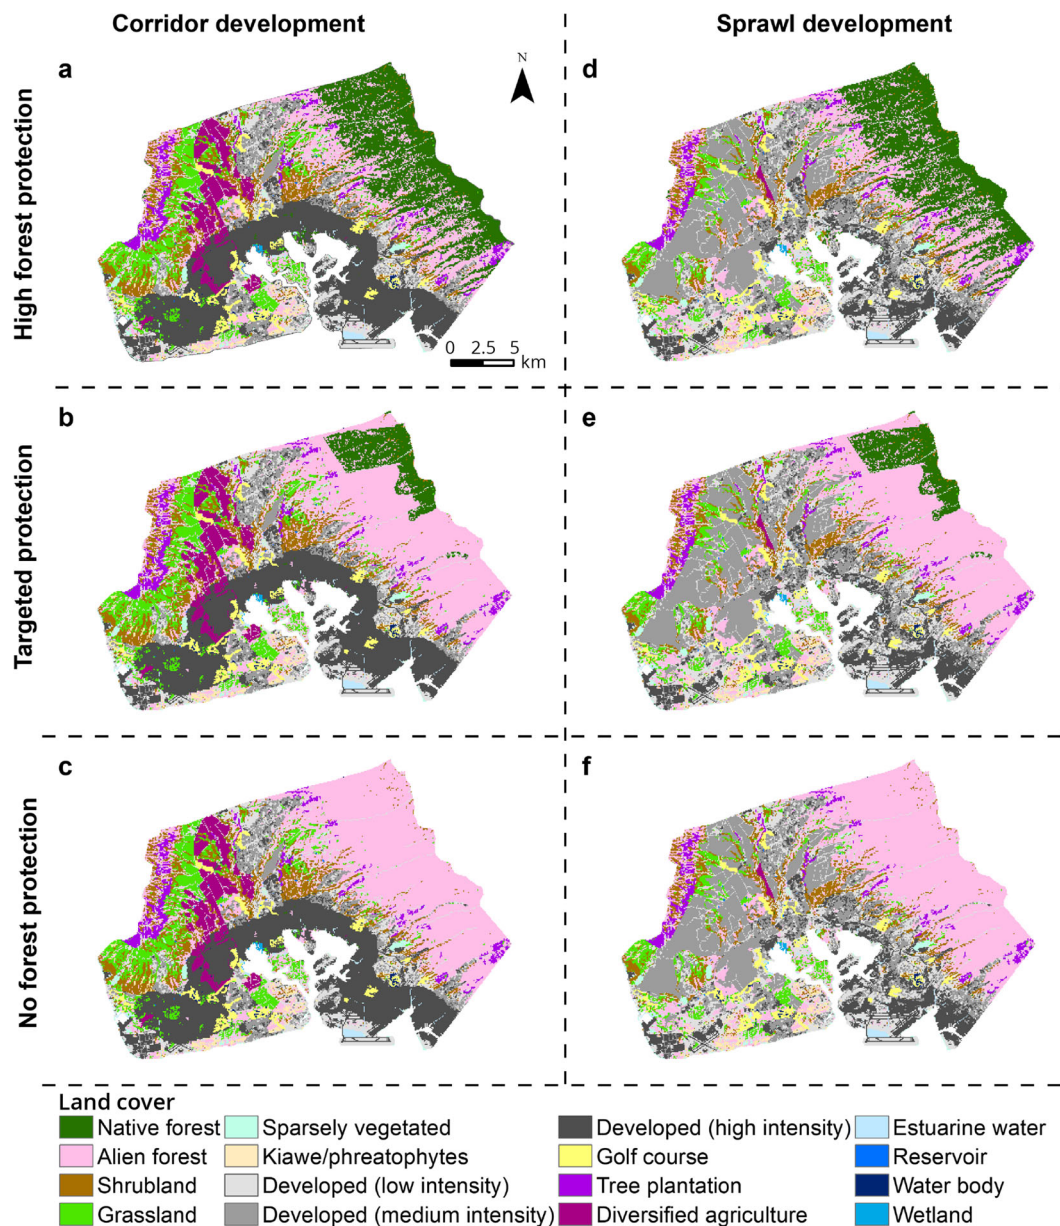 Corridor development
Sprawl development
High forest protection
a
N
d
0 2.5 5
km
Targeted protection
b
e
No forest protection
c
f
Land cover
Native forest
Sparsely vegetated
Developed (high intensity)
Estuarine water
Alien forest
Kiawe/phreatophytes
Golf course
Reservoir
Shrubland
Developed (low intensity)
Tree plantation
Water body
Grassland
Developed (medium intensity)
Diversified agriculture
Wetland